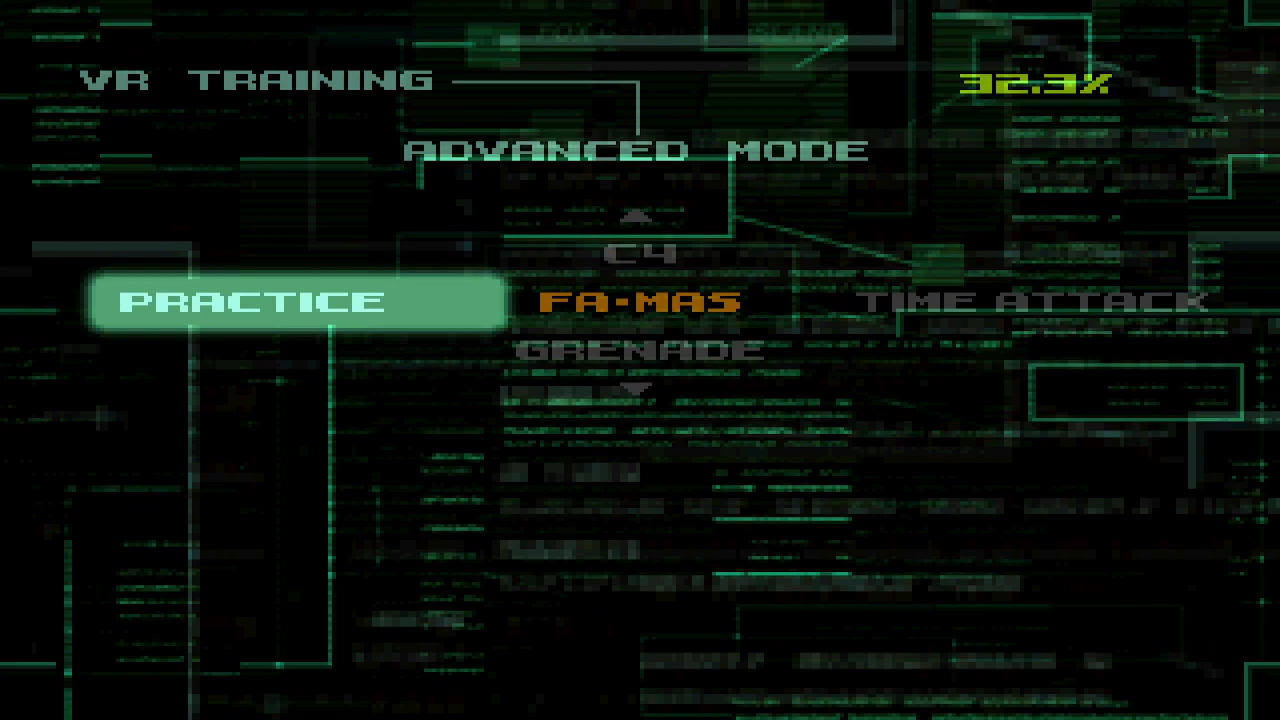 VR TRAINING 32.3%
ADVANCED MODE
C4
PRACTICE FA-MAS TIME ATTACK
GRENADE